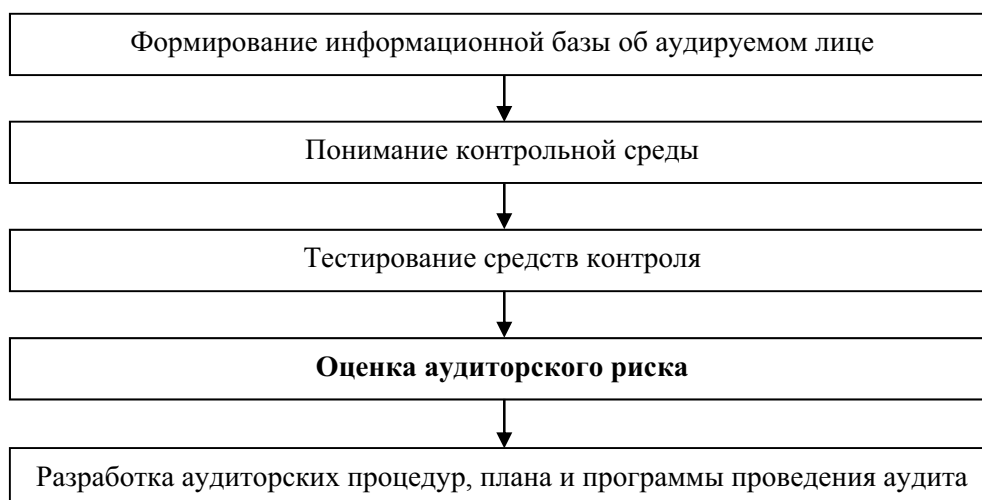 Формирование информационной базы об аудируемом лице
Понимание контрольной среды
Тестирование средств контроля
Оценка аудиторского риска
Разработка аудиторских процедур, плана и программы проведения аудита